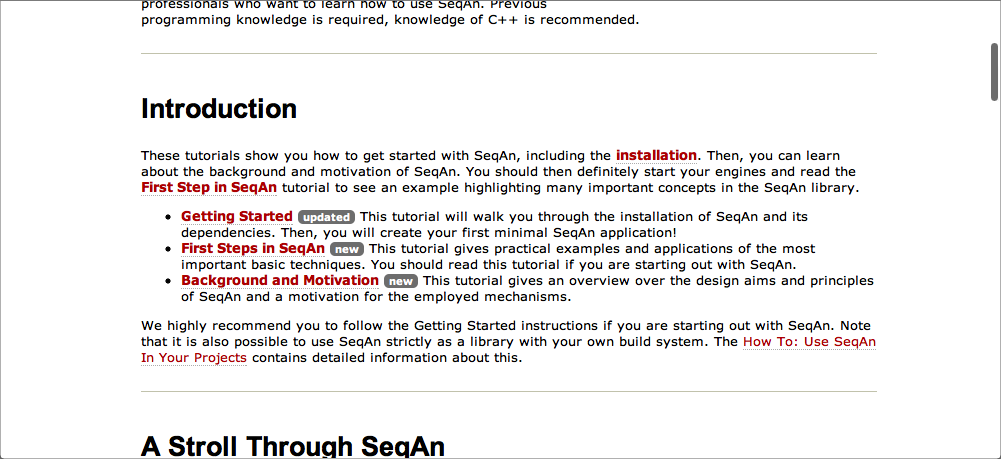 professionals who want to learn how to use SeqAn. Previous
programming knowledge is required, knowledge of C++ is recommended.
Introduction
These tutorials show you how to get started with SeqAn, including the installation. Then, you can learn
about the background and motivation of SeqAn. You should then definitely start your engines and read the
First Step in SeqAn tutorial to see an example highlighting many important concepts in the SeqAn library.
• Getting Started updated This tutorial will walk you through the installation of SeqAn and its
dependencies. Then, you will create your first minimal SeqAn application!
• First Steps in SeqAn new This tutorial gives practical examples and applications of the most
important basic techniques. You should read this tutorial if you are starting out with SeqAn.
• Background and Motivation new This tutorial gives an overview over the design aims and principles
of SeqAn and a motivation for the employed mechanisms.
We highly recommend you to follow the Getting Started instructions if you are starting out with SeqAn. Note
that it is also possible to use SeqAn strictly as a library with your own build system. The How To: Use SeqAn
In Your Projects contains detailed information about this.
A Stroll Through SeqAn